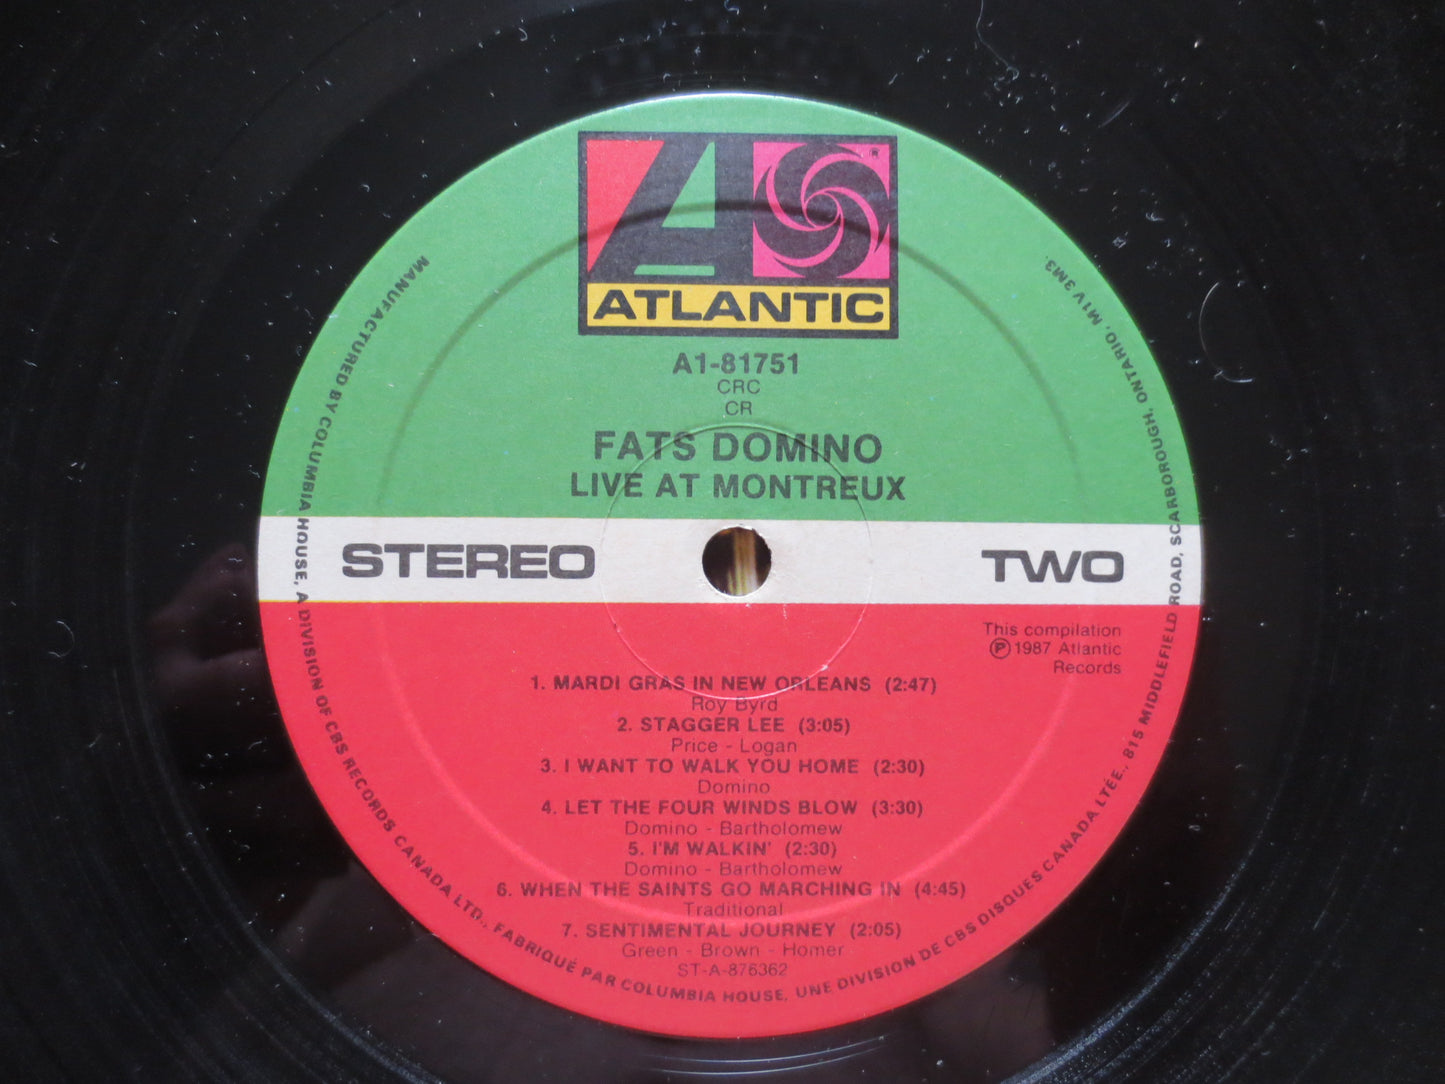 ATLANTIC
®
A1-81751
CRC
CR
FATS DOMINO
LIVE AT MONTREUX
STEREO
TWO
This compilation
℗ 1987 Atlantic
Records
1. MARDI GRAS IN NEW ORLEANS (2:47)
Roy Byrd
2. STAGGER LEE (3:05)
Price - Logan
3. I WANT TO WALK YOU HOME (2:30)
Domino
4. LET THE FOUR WINDS BLOW (3:30)
Domino - Bartholomew
5. I'M WALKIN' (2:30)
Domino - Bartholomew
6. WHEN THE SAINTS GO MARCHING IN (4:45)
Traditional
7. SENTIMENTAL JOURNEY (2:05)
Green - Brown - Homer
ST-A-876362
MANUFACTURED BY COLUMBIA HOUSE, A DIVISION OF CBS RECORDS CANADA LTD., FABRIQUÉ PAR COLUMBIA HOUSE, UNE DIVISION DE CBS DISQUES CANADA LTÉE., 815 MIDDLEFIELD ROAD, SCARBOROUGH, ONTARIO, M1V 3M3.